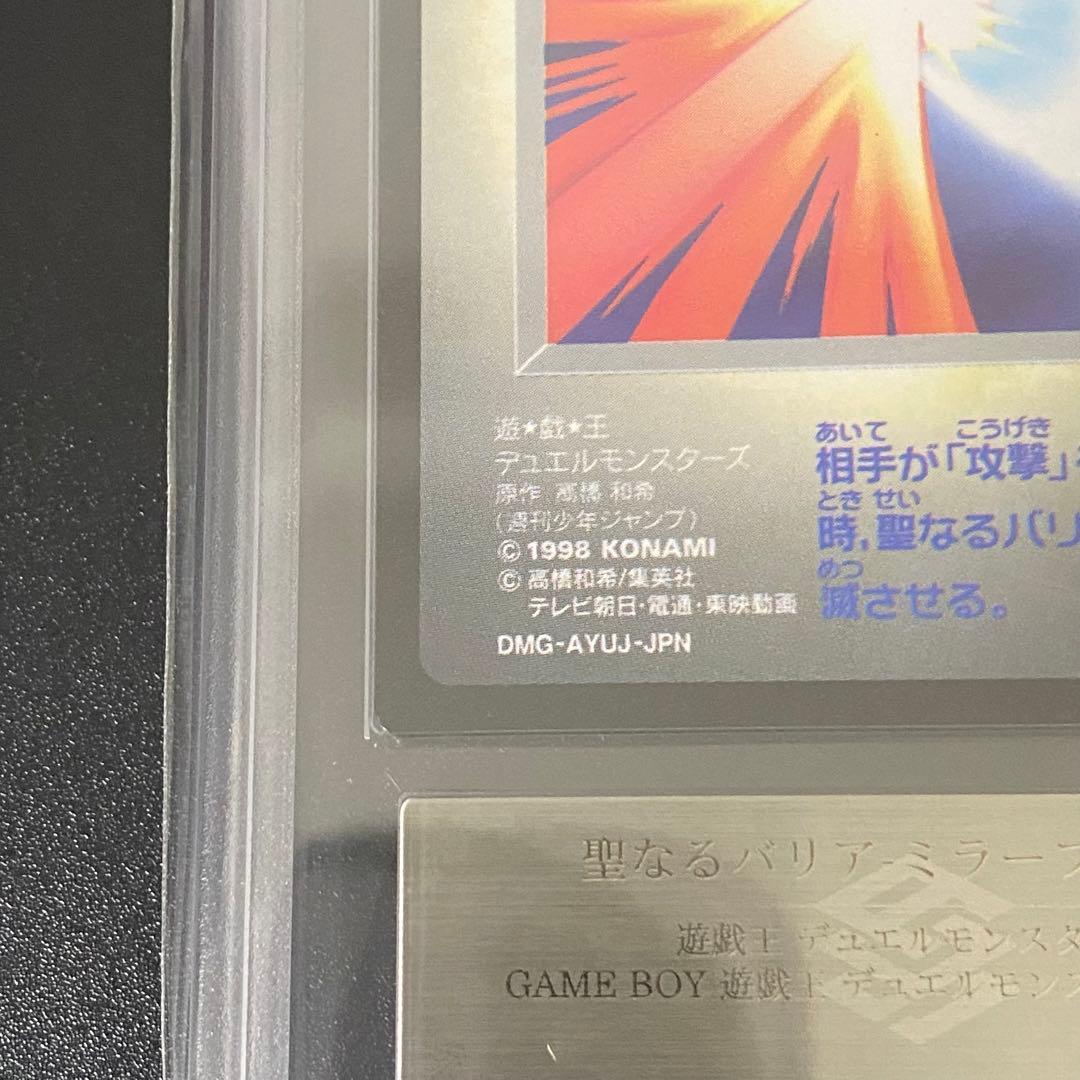 遊★戯★王
デュエルモンスターズ
原作 高橋 和希
(週刊少年ジャンプ)
© 1998 KONAMI
© 高橋和希/集英社
テレビ朝日・電通・東映動画
DMG-AYUJ-JPN
あいて こうげき
相手が「攻撃」
とき せい
時,聖なるバリ
めつ
滅させる。
聖なるバリア-ミラーフ
遊戯王 デュエルモンスタ
GAME BOY 遊戯王 デュエルモンス